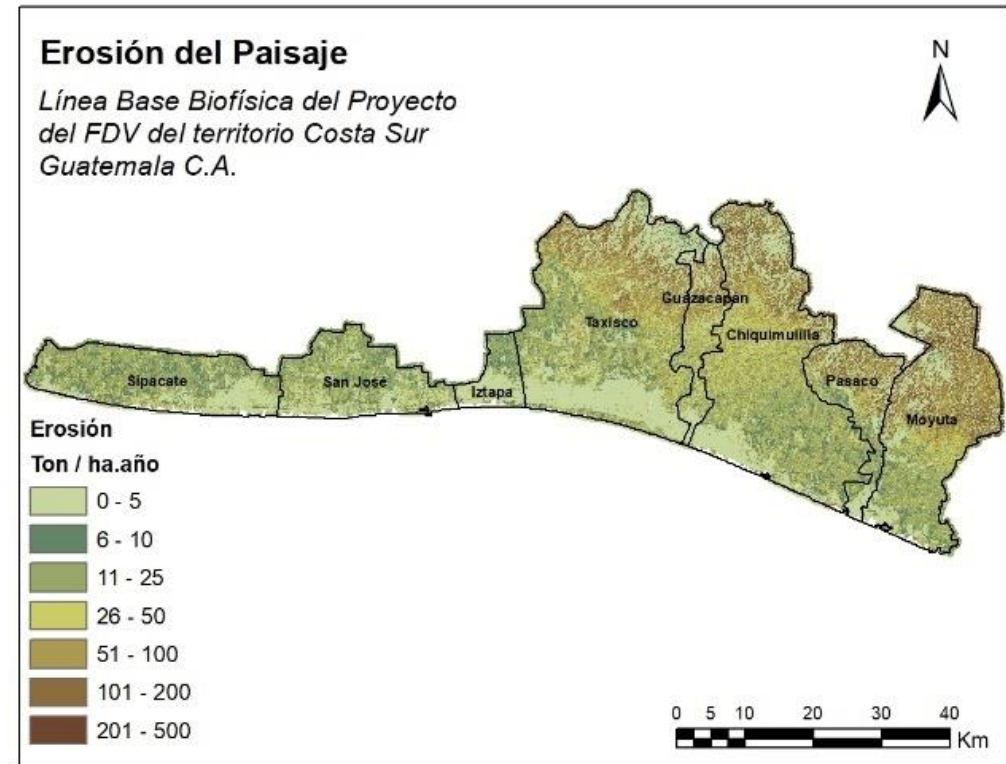 Erosión del Paisaje
Línea Base Biofísica del Proyecto
del FDV del territorio Costa Sur
Guatemala C.A.
N
Guazacapan
Taxisco
Chiquimulilla
Sipacate
San José
Iztapa
Pasaco
Moyuta
Erosión
Ton / ha.año
0 - 5
6 - 10
11 - 25
26 - 50
51 - 100
101 - 200
201 - 500
0 5 10 20 30 40
Km